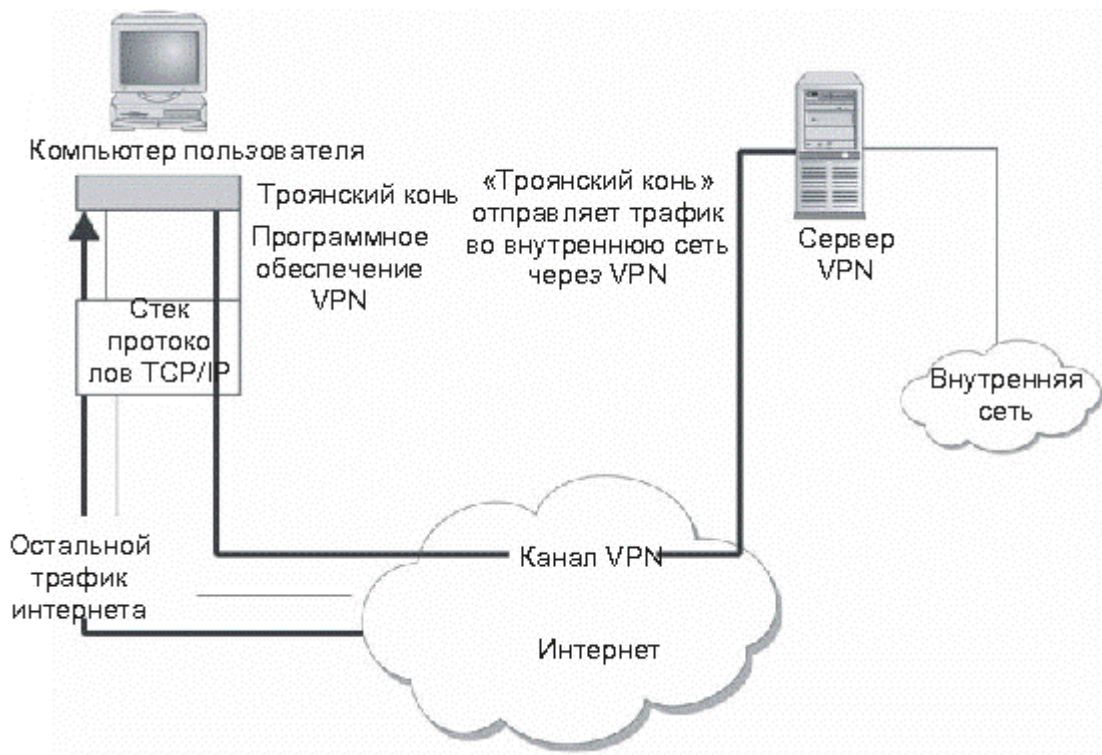 Компьютер пользователя
Троянский конь
Программное
обеспечение
VPN
Стек
протоко
лов TCP/IP
«Троянский конь»
отправляет трафик
во внутреннюю сеть
через VPN
Сервер
VPN
Внутренняя
сеть
Остальной
трафик
интернета
Канал VPN
Интернет